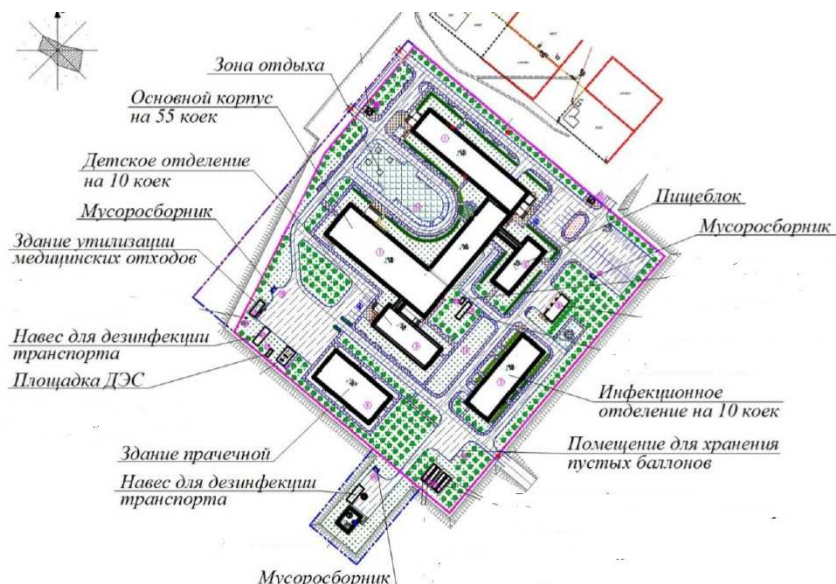 Зона отдыха
Основной корпус
на 55 коек
Детское отделение
на 10 коек
Мусоросборник
Здание утилизации
медицинских отходов
Навес для дезинфекции
транспорта
Площадка ДЭС
Здание прачечной
Навес для дезинфекции
транспорта
Мусоросборник
Пищеблок
Мусоросборник
Инфекционное
отделение на 10 коек
Помещение для хранения
пустых баллонов